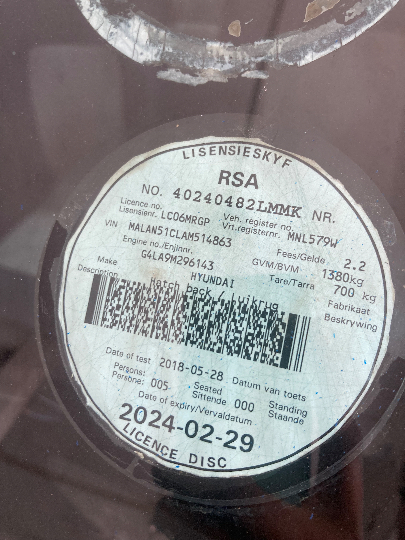 LISENSIESKYF
RSA
NO. 40240482LMMK NR.
Licence no. Veh. register no.
Lisensienr. LC06MRGP Vrt.registernr. MNL579W
VIN MALAN51CLAM514863 Fees/Gelde 2.2
Engine no/Enjinnr. GVM/BVM 1380kg
G4LA9M296143 Tare/Tarra 700 kg
Make HYUNDAI Fabrikaat
Description Hatch back / Luikrug Beskrywing
Date of test 2018-05-28 Datum van toets
Persons: Seated Standing
Persone: 005 Sittende 000 Staande
Date of expiry/Vervaldatum
2024-02-29
LICENCE DISC